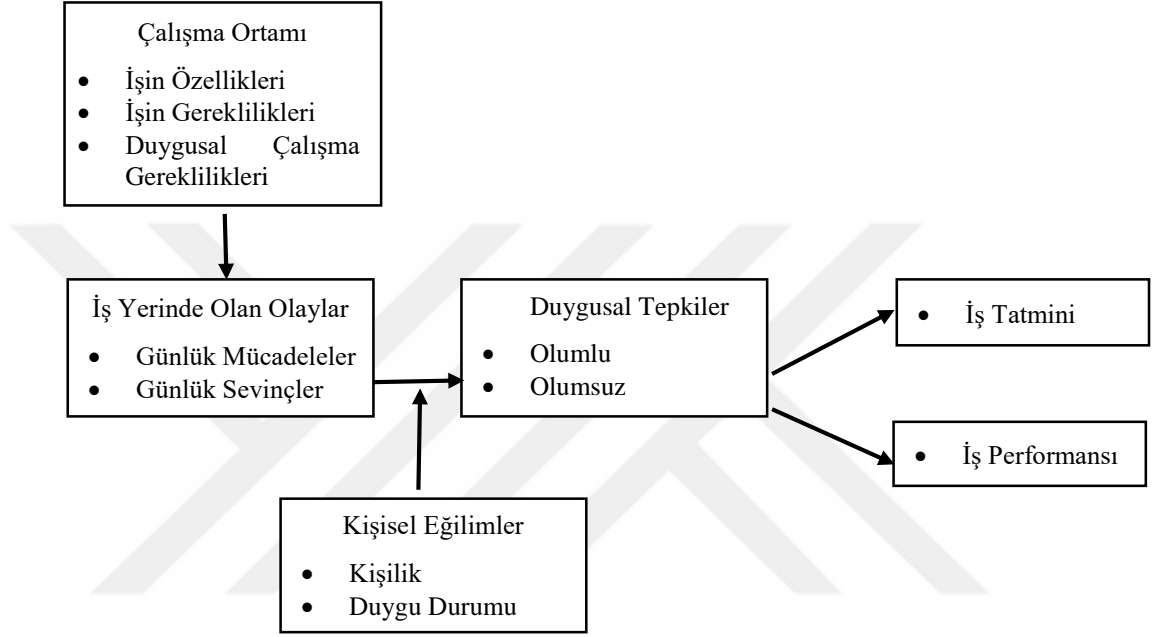 Çalışma Ortamı
• İşin Özellikleri
• İşin Gereklilikleri
• Duygusal Çalışma
Gereklilikleri
İş Yerinde Olan Olaylar
• Günlük Mücadeleler
• Günlük Sevinçler
Duygusal Tepkiler
• Olumlu
• Olumsuz
• İş Tatmini
• İş Performansı
Kişisel Eğilimler
• Kişilik
• Duygu Durumu